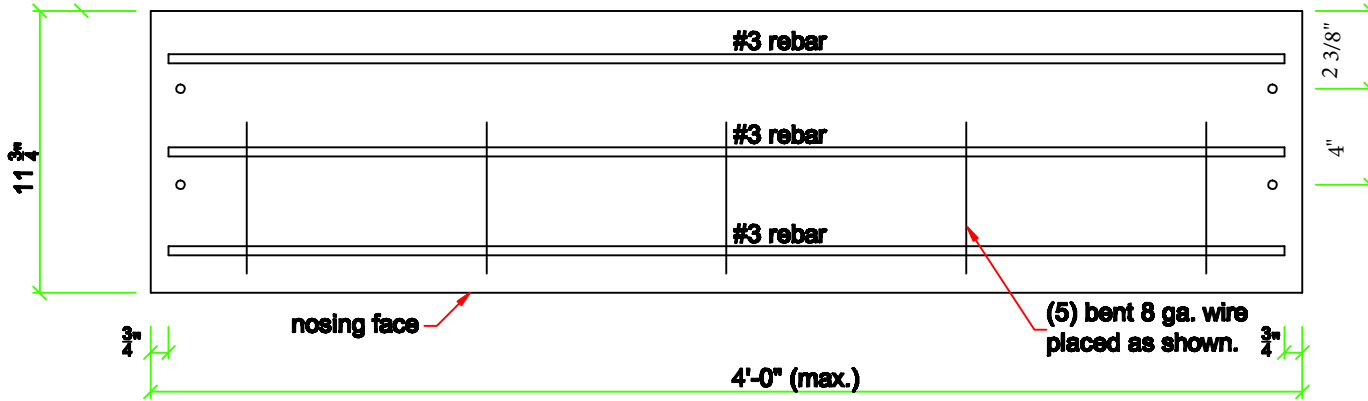 #3 rebar
2 3/8"
#3 rebar
4"
11 3/4"
#3 rebar
nosing face
(5) bent 8 ga. wire
placed as shown.
3/4"
3/4"
4'-0" (max.)